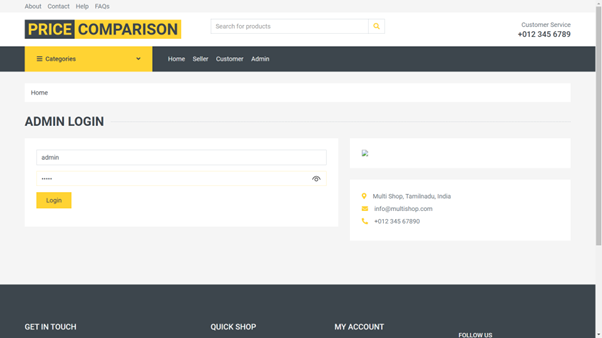 About Contact Help FAQs
PRICE COMPARISON
Search for products
Customer Service
+012 345 6789
Categories
Home Seller Customer Admin
Home
ADMIN LOGIN
admin
•••••
Login
Multi Shop, Tamilnadu, India
info@multishop.com
+012 345 67890
GET IN TOUCH
QUICK SHOP
MY ACCOUNT
FOLLOW US